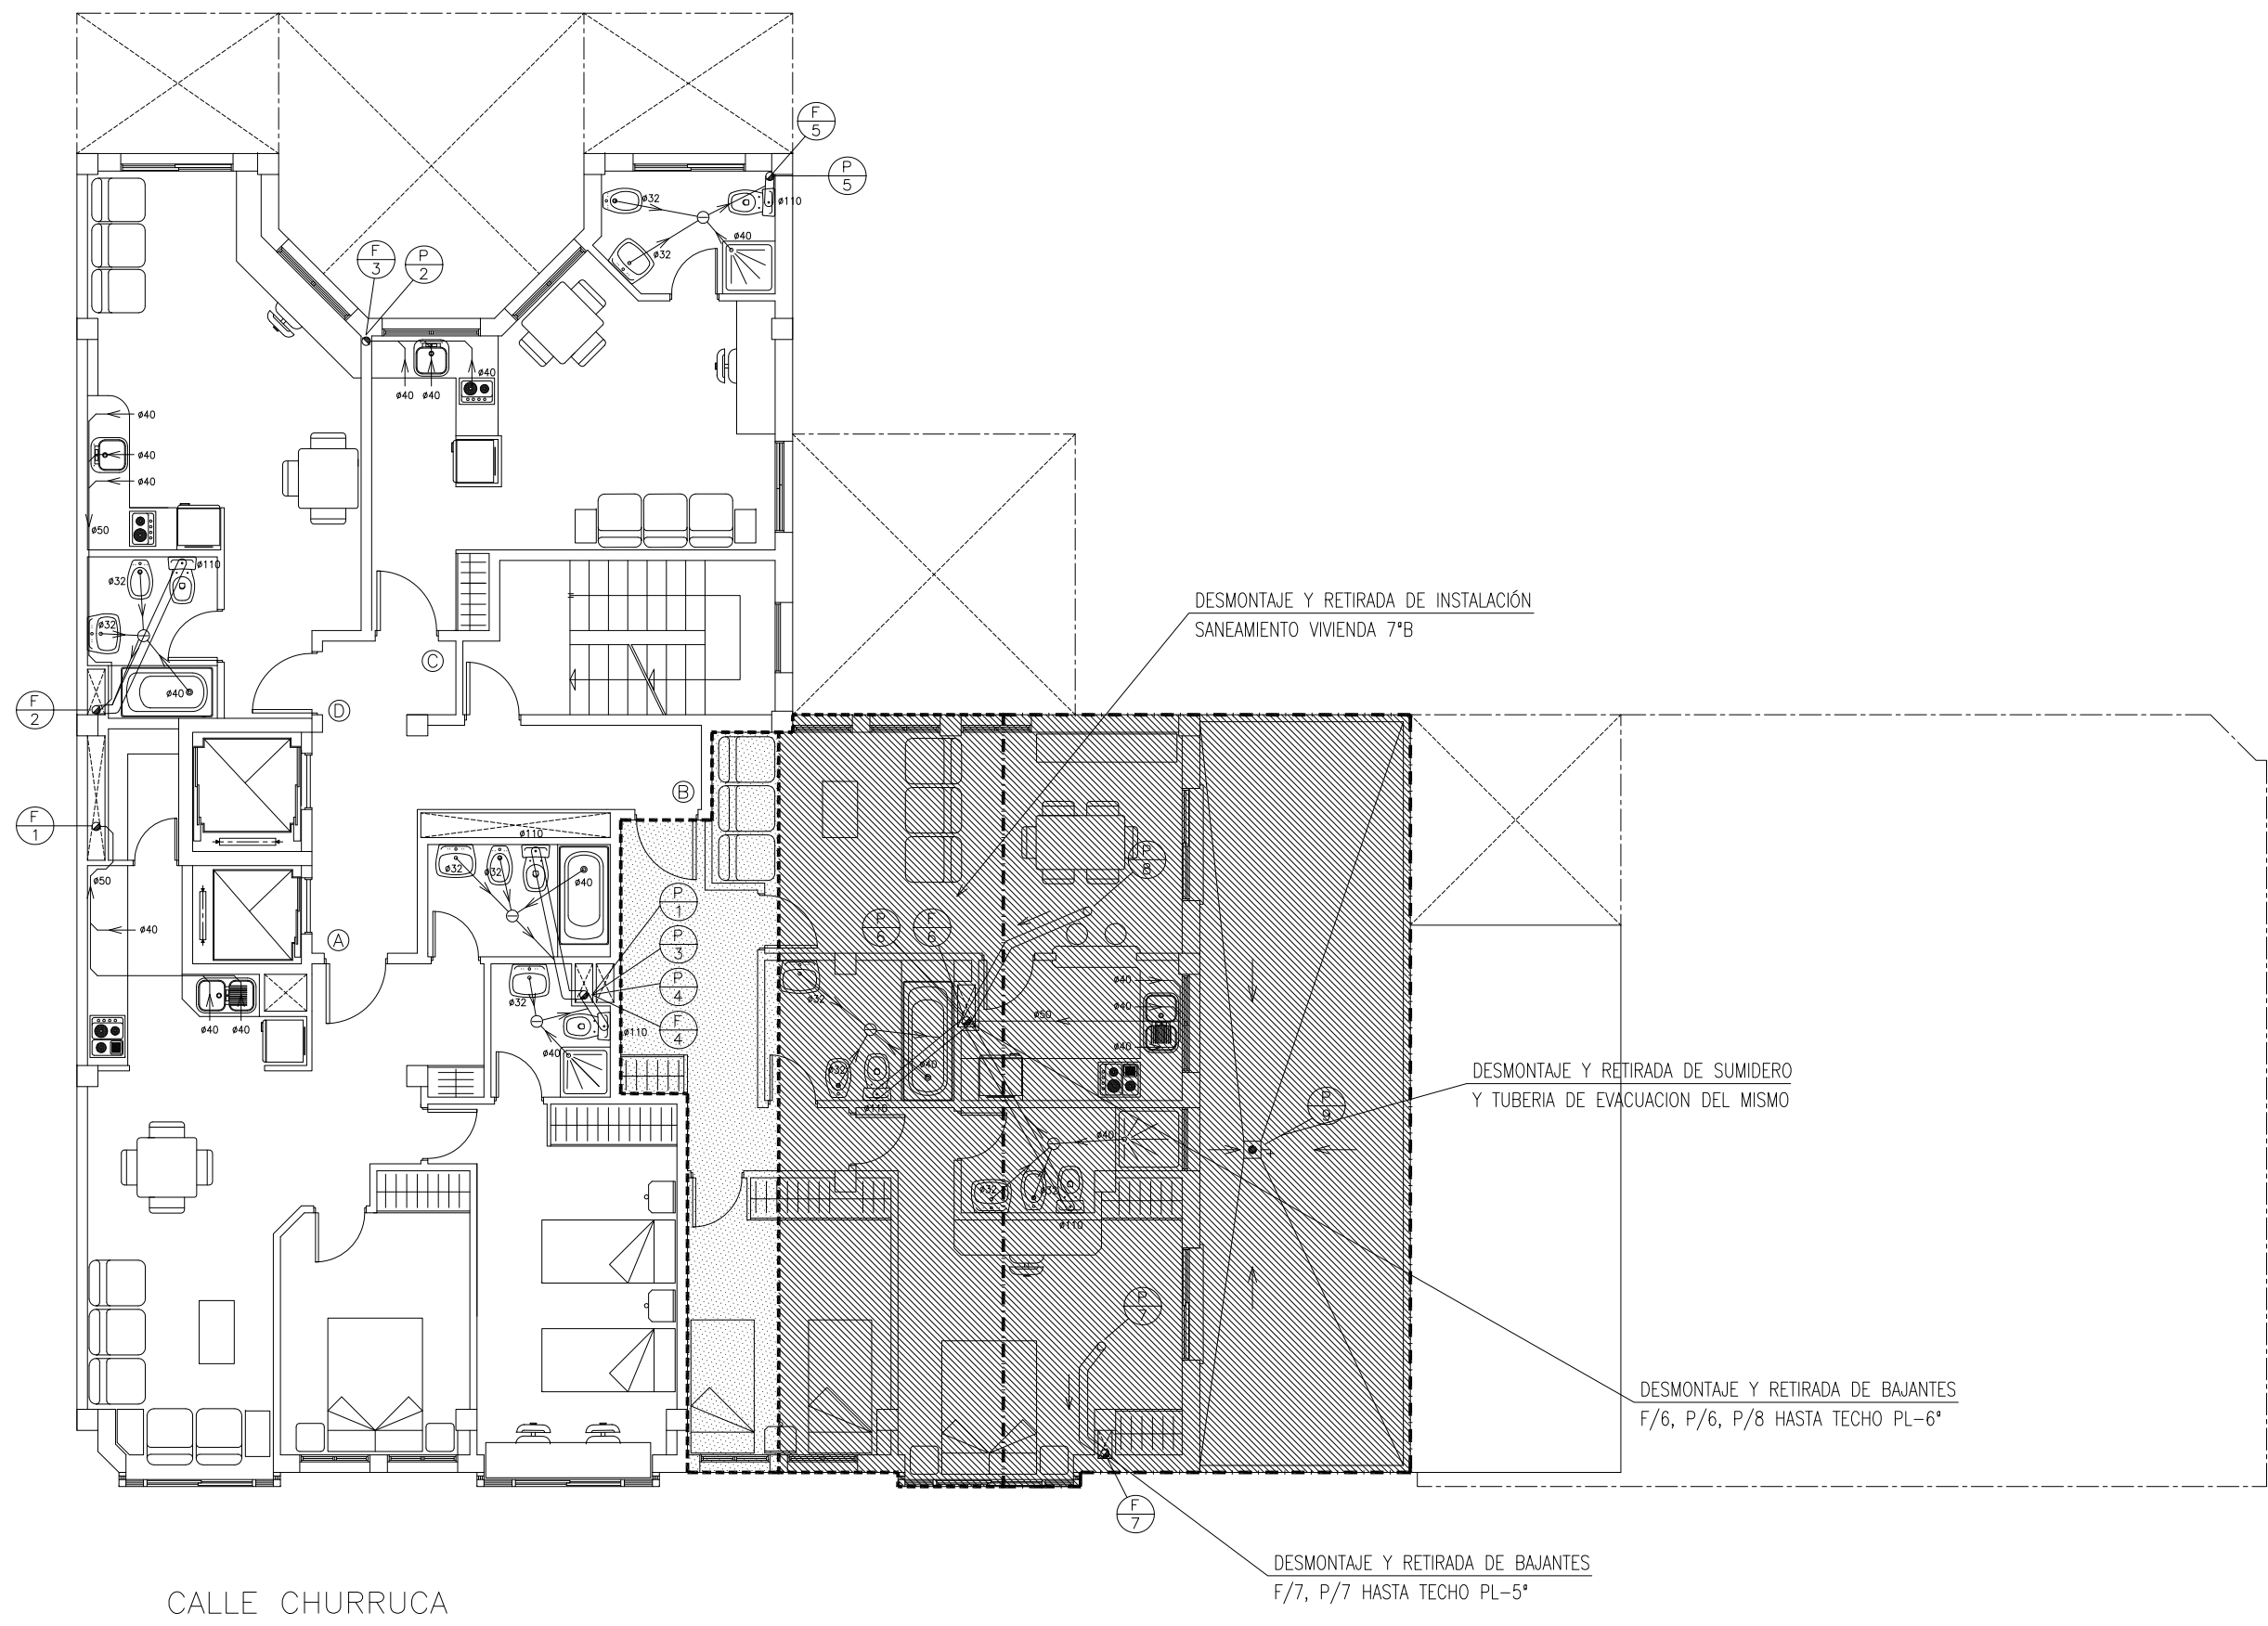 F
5
P
5
ø32
ø110
ø40
ø32
F
3
P
2
ø40
ø40
ø40
ø40
ø40
ø40
ø50
ø110
ø32
ø32
ø40
F
2
D
C
F
1
B
A
DESMONTAJE Y RETIRADA DE INSTALACIÓN
SANEAMIENTO VIVIENDA 7ªB
ø110
ø32
ø32
ø40
ø50
ø40
ø40
ø40
P
1
P
3
P
4
F
4
ø32
ø110
ø40
P
8
P
6
F
6
ø40
ø40
ø40
ø32
ø50
ø32
ø40
ø110
DESMONTAJE Y RETIRADA DE SUMIDERO
Y TUBERIA DE EVACUACION DEL MISMO
P
9
ø40
ø32
ø32
ø110
P
7
DESMONTAJE Y RETIRADA DE BAJANTES
F/6, P/6, P/8 HASTA TECHO PL-6ª
F
7
DESMONTAJE Y RETIRADA DE BAJANTES
F/7, P/7 HASTA TECHO PL-5ª
CALLE CHURRUCA